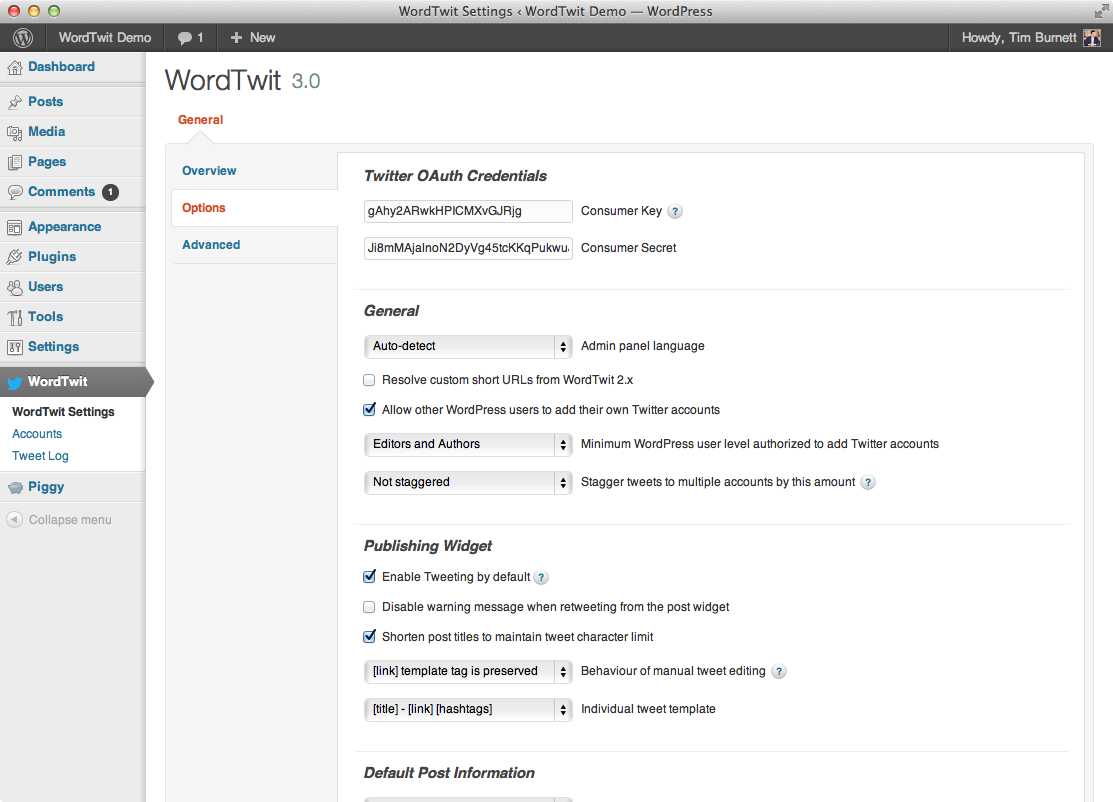 WordTwit Settings ‹ WordTwit Demo — WordPress
WordTwit Demo 1 + New Howdy, Tim Burnett
Dashboard
Posts
Media
Pages
Comments 1
Appearance
Plugins
Users
Tools
Settings
WordTwit
WordTwit Settings
Accounts
Tweet Log
Piggy
Collapse menu
WordTwit 3.0
General
Overview
Options
Advanced
Twitter OAuth Credentials
gAhy2ARwkHPICMXvGJRjg Consumer Key ?
Ji8mMAjaInoN2DyVg45tcKKqPukwu Consumer Secret
General
Auto-detect Admin panel language
Resolve custom short URLs from WordTwit 2.x
Allow other WordPress users to add their own Twitter accounts
Editors and Authors Minimum WordPress user level authorized to add Twitter accounts
Not staggered Stagger tweets to multiple accounts by this amount ?
Publishing Widget
Enable Tweeting by default ?
Disable warning message when retweeting from the post widget
Shorten post titles to maintain tweet character limit
[link] template tag is preserved Behaviour of manual tweet editing ?
[title] - [link] [hashtags] Individual tweet template
Default Post Information